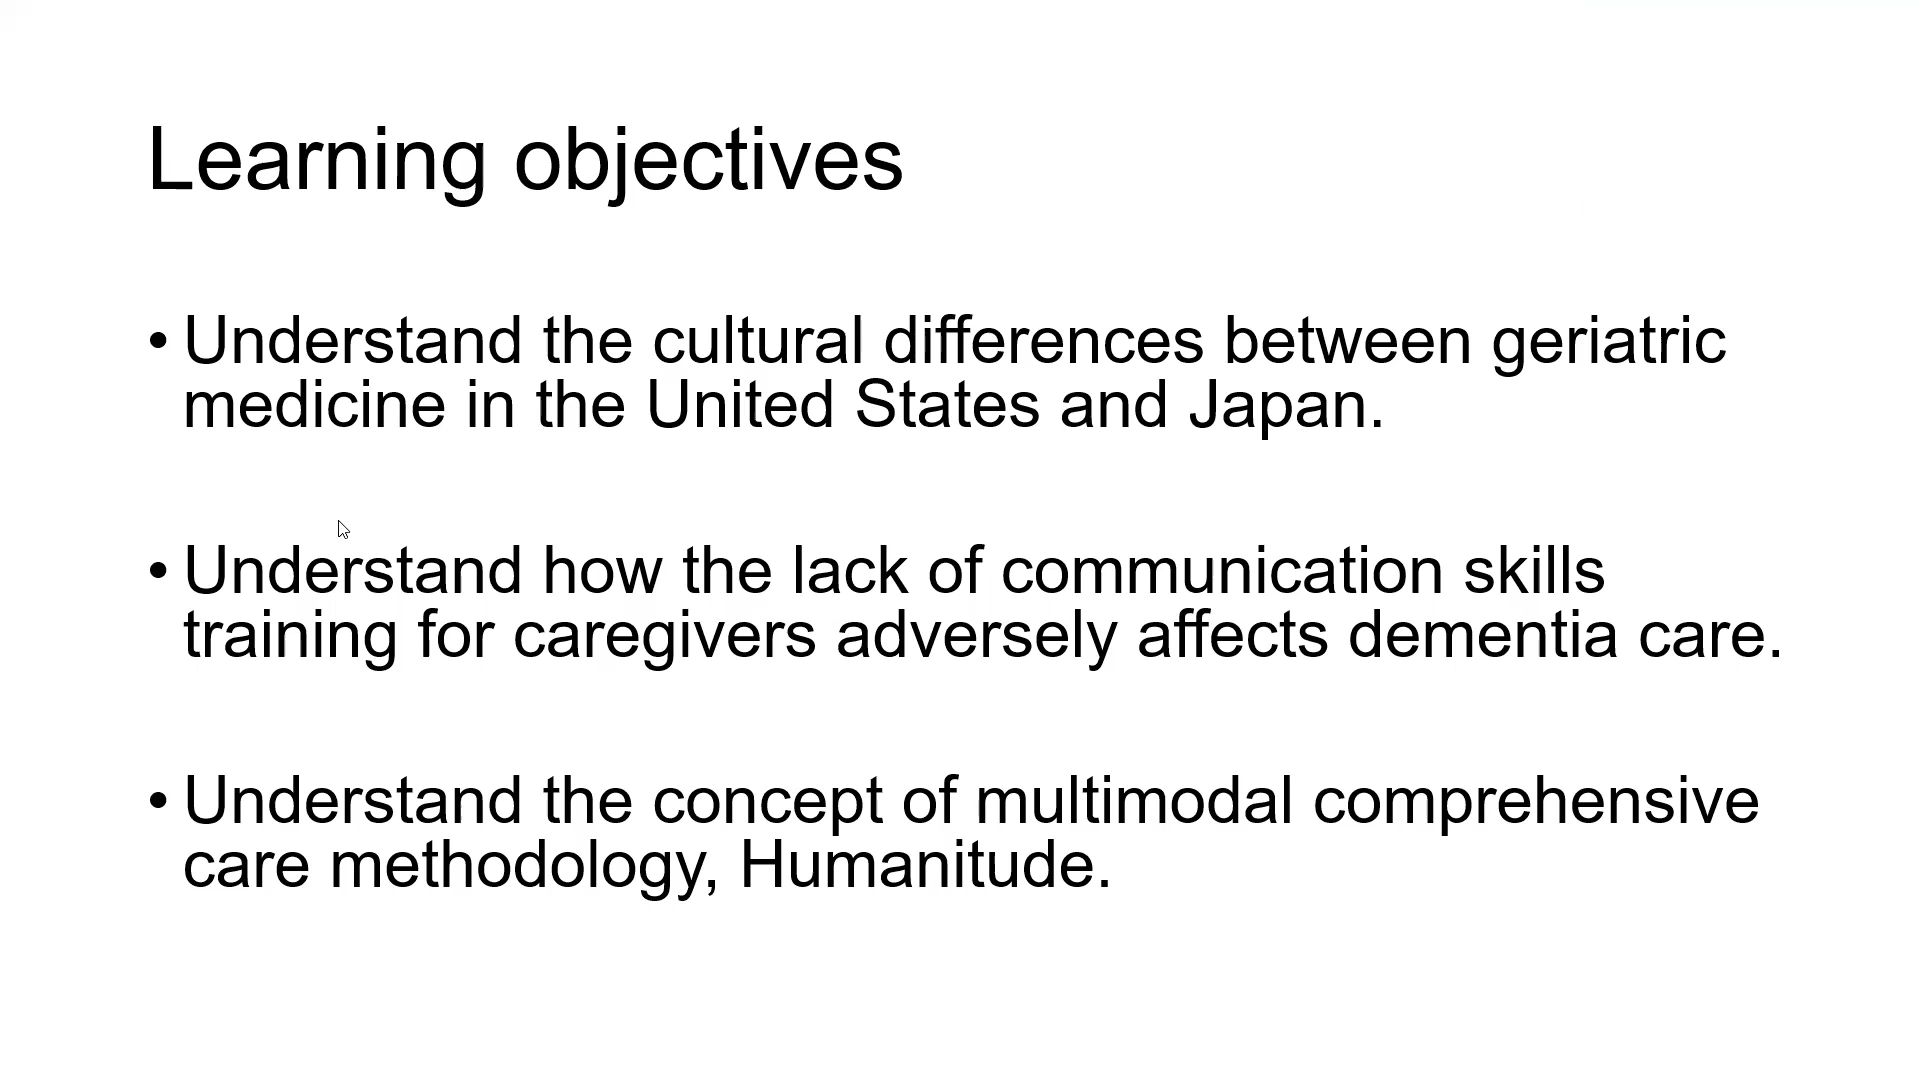 Learning objectives
• Understand the cultural differences between geriatric
medicine in the United States and Japan.
• Understand how the lack of communication skills
training for caregivers adversely affects dementia care.
• Understand the concept of multimodal comprehensive
care methodology, Humanitude.